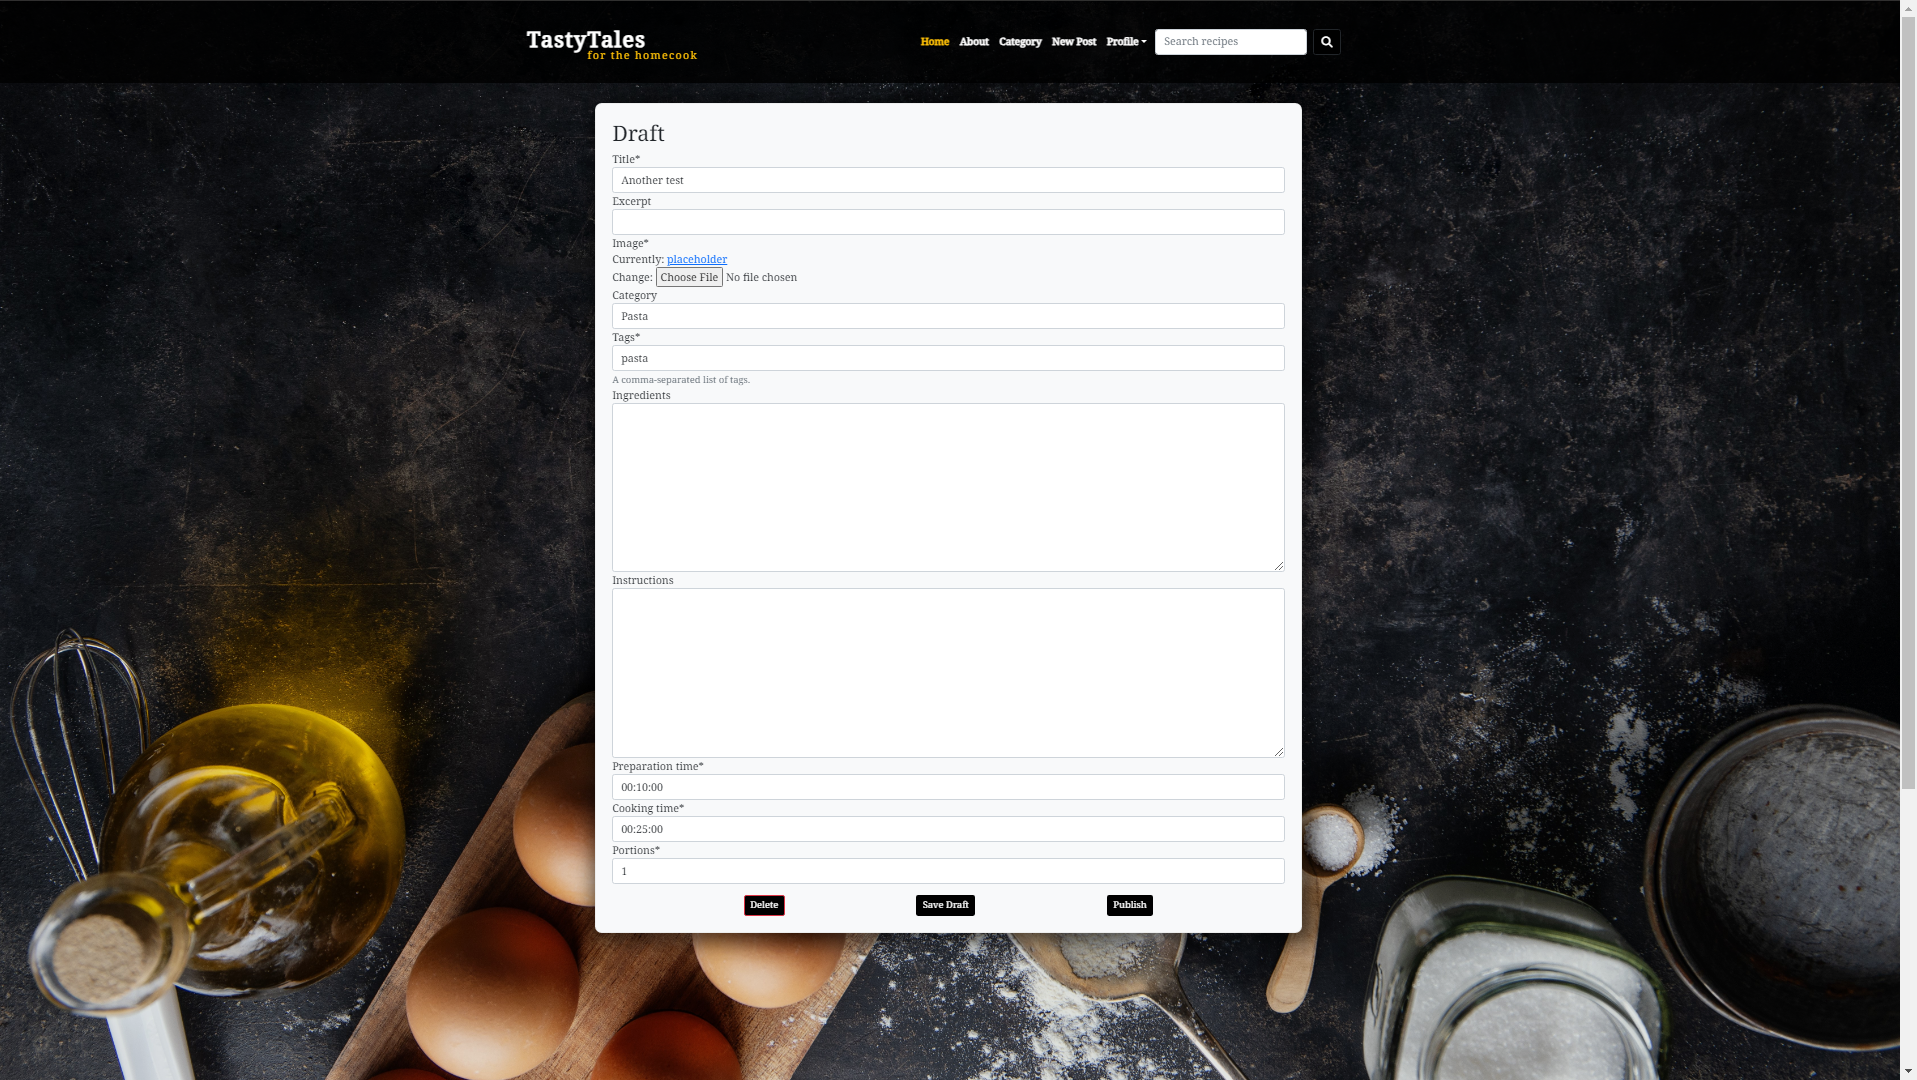 TastyTales
for the homecook
Home About Category New Post Profile Search recipes
Draft
Title*
Another test
Excerpt
Image*
Currently: placeholder
Change: Choose File No file chosen
Category
Pasta
Tags*
pasta
A comma-separated list of tags.
Ingredients
Instructions
Preparation time*
00:10:00
Cooking time*
00:25:00
Portions*
1
Delete Save Draft Publish